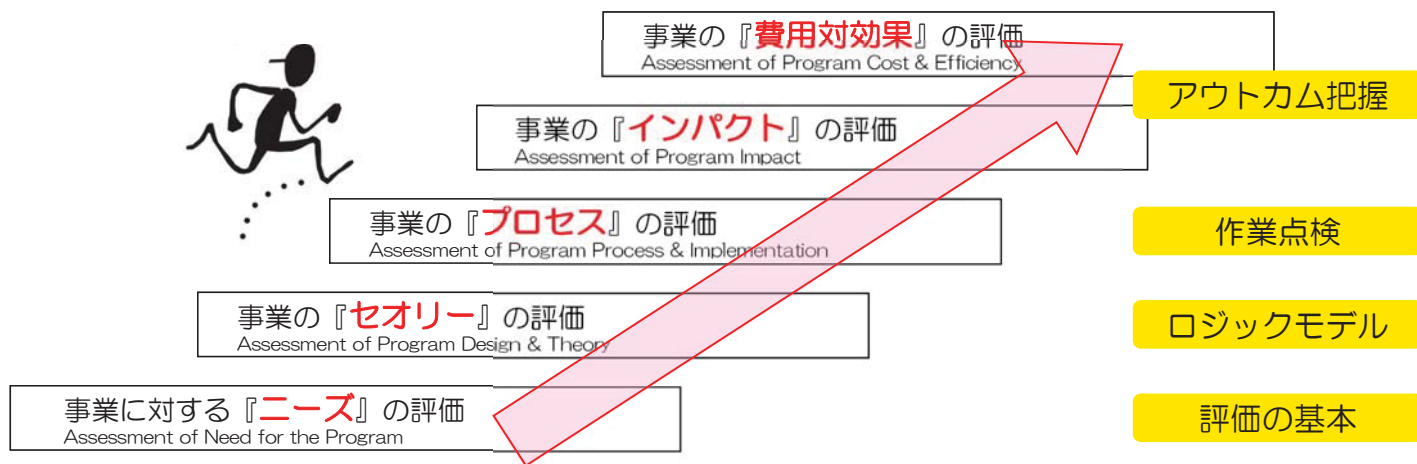 事業の『費用対効果』の評価
Assessment of Program Cost & Efficiency
アウトカム把握
事業の『インパクト』の評価
Assessment of Program Impact
事業の『プロセス』の評価
Assessment of Program Process & Implementation
作業点検
事業の『セオリー』の評価
Assessment of Program Design & Theory
ロジックモデル
事業に対する『ニーズ』の評価
Assessment of Need for the Program
評価の基本